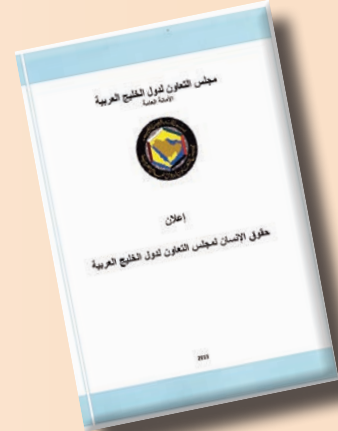 مجلس التعاون لدول الخليج العربية
الأمانة العامة
إعلان
حقوق الإنسان لمجلس التعاون لدول الخليج العربية